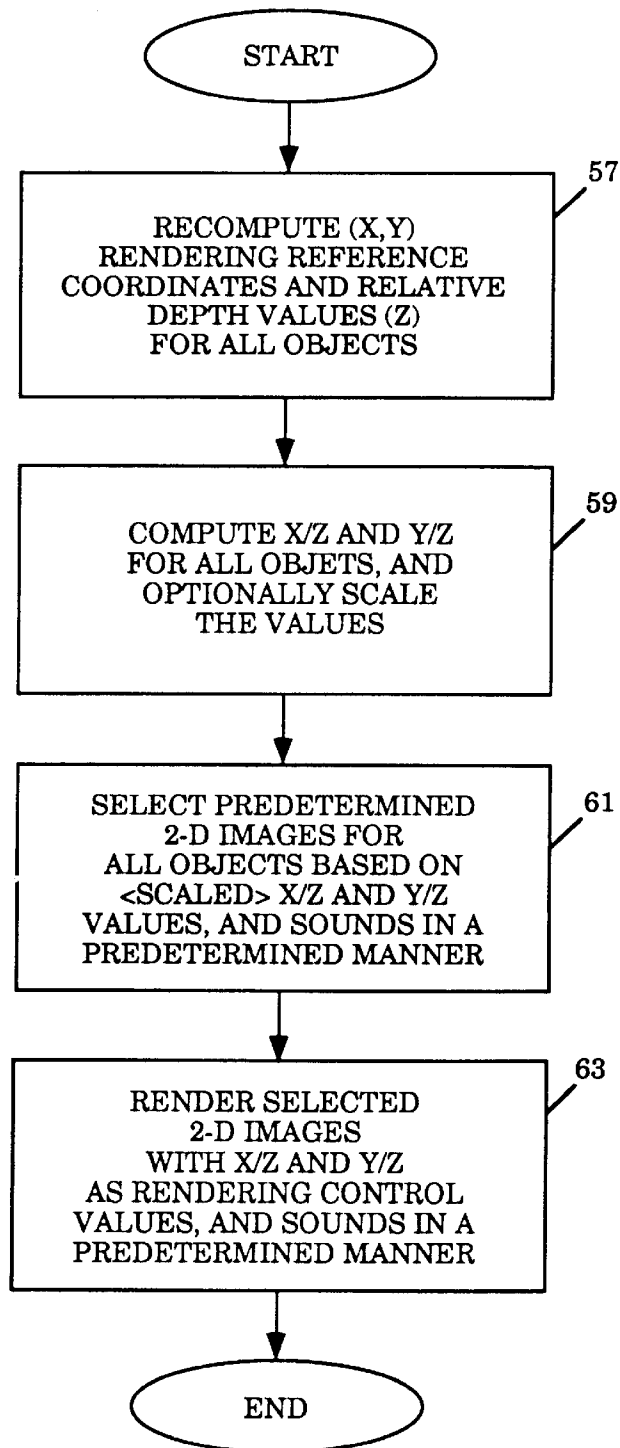 START
57
RECOMPUTE (X,Y)
RENDERING REFERENCE
COORDINATES AND RELATIVE
DEPTH VALUES (Z)
FOR ALL OBJECTS
59
COMPUTE X/Z AND Y/Z
FOR ALL OBJETS, AND
OPTIONALLY SCALE
THE VALUES
61
SELECT PREDETERMINED
2-D IMAGES FOR
ALL OBJECTS BASED ON
<SCALED> X/Z AND Y/Z
VALUES, AND SOUNDS IN A
PREDETERMINED MANNER
63
RENDER SELECTED
2-D IMAGES
WITH X/Z AND Y/Z
AS RENDERING CONTROL
VALUES, AND SOUNDS IN A
PREDETERMINED MANNER
END